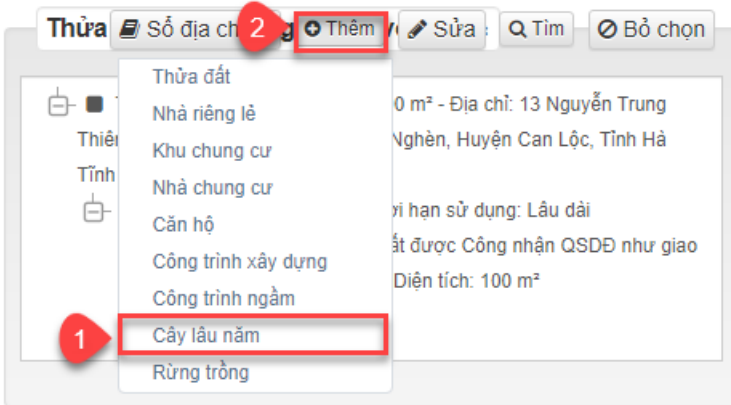 Thửa Sổ địa ch 2 g Thêm Sửa Tìm Bỏ chọn
Thửa đất
0 m² - Địa chỉ: 13 Nguyễn Trung
Nhà riêng lẻ
Thiê Nghèn, Huyện Can Lộc, Tỉnh Hà
Khu chung cư
Tĩnh
Nhà chung cư
ời hạn sử dụng: Lâu dài
Căn hộ
ất được Công nhận QSDĐ như giao
Công trình xây dựng
Diện tích: 100 m²
Công trình ngầm
1 Cây lâu năm
Rừng trồng